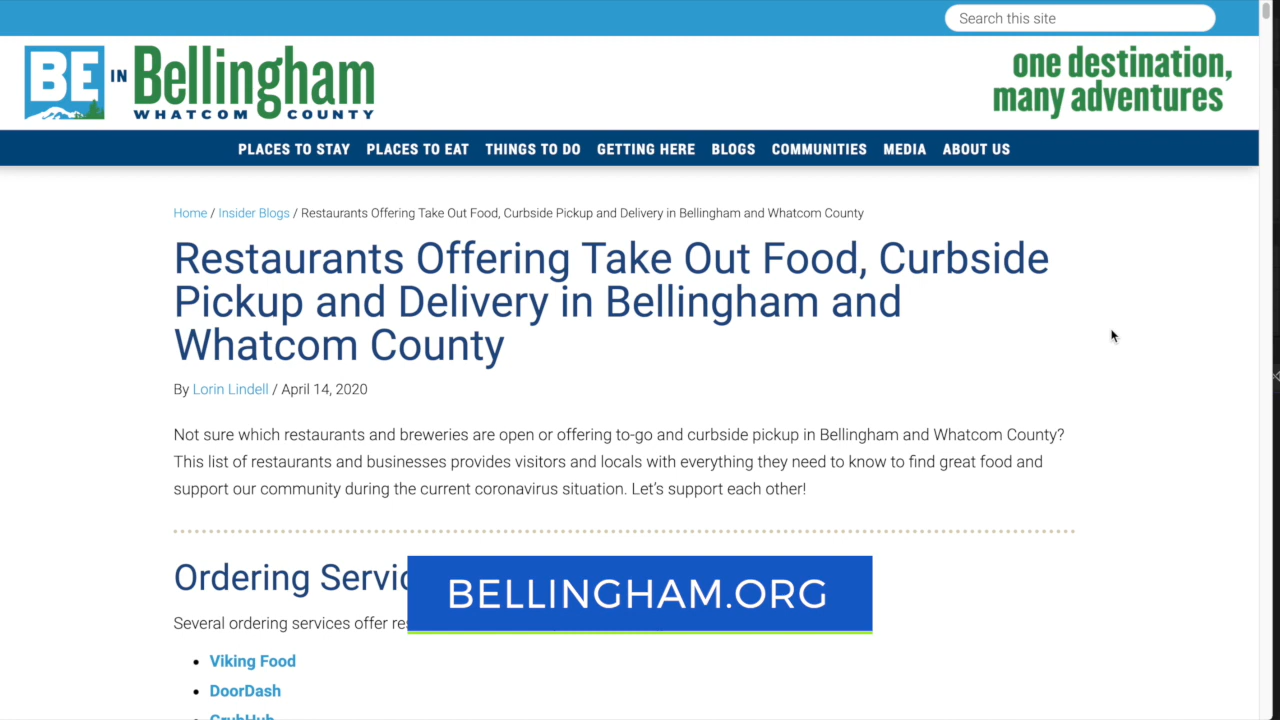 Search this site
BE IN Bellingham
WHATCOM COUNTY
one destination,
many adventures
PLACES TO STAY PLACES TO EAT THINGS TO DO GETTING HERE BLOGS COMMUNITIES MEDIA ABOUT US
Home / Insider Blogs / Restaurants Offering Take Out Food, Curbside Pickup and Delivery in Bellingham and Whatcom County
Restaurants Offering Take Out Food, Curbside
Pickup and Delivery in Bellingham and
Whatcom County
By Lorin Lindell / April 14, 2020
Not sure which restaurants and breweries are open or offering to-go and curbside pickup in Bellingham and Whatcom County?
This list of restaurants and businesses provides visitors and locals with everything they need to know to find great food and
support our community during the current coronavirus situation. Let's support each other!
Ordering Servic
BELLINGHAM.ORG
Several ordering services offer res
• Viking Food
• DoorDash
• GrubHub